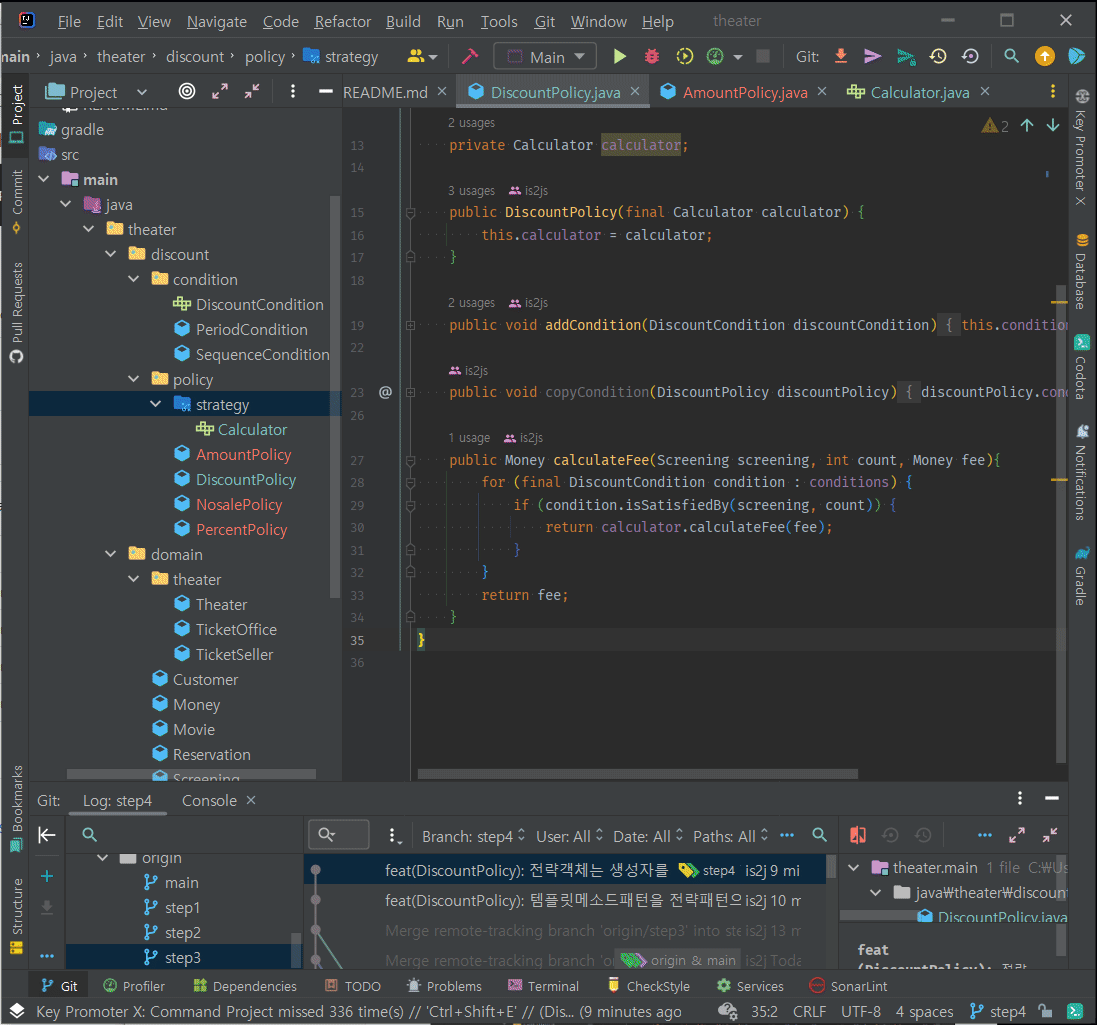 File Edit View Navigate Code Refactor Build Run Tools Git Window Help theater
main java theater discount policy strategy Main Git:
Project README.md DiscountPolicy.java AmountPolicy.java Calculator.java
README.md
gradle
src
main
java
theater
discount
condition
DiscountCondition
PeriodCondition
SequenceCondition
policy
strategy
Calculator
AmountPolicy
DiscountPolicy
NosalePolicy
PercentPolicy
domain
theater
Theater
TicketOffice
TicketSeller
Customer
Money
Movie
Reservation
Screening
Project
Commit
Pull Requests
Bookmarks
Structure
2 usages
2
13 private Calculator calculator;
14
3 usages is2js
15 public DiscountPolicy(final Calculator calculator) {
16 this.calculator = calculator;
17 }
18
2 usages is2js
19 public void addCondition(DiscountCondition discountCondition) { this.condition
22
is2js
23 @ public void copyCondition(DiscountPolicy discountPolicy) { discountPolicy.con
26
1 usage is2js
27 public Money calculateFee(Screening screening, int count, Money fee){
28 for (final DiscountCondition condition : conditions) {
29 if (condition.isSatisfiedBy(screening, count)) {
30 return calculator.calculateFee(fee);
31 }
32 }
33 return fee;
34 }
35 }
36
Key Promoter X
Database
Codota
Notifications
Gradle
Git: Log: step4 Console
Branch: step4 User: All Date: All Paths: All
origin
main
step1
step2
step3
feat(DiscountPolicy): 전략객체는 생성자를 step4 is2j 9 mi
feat(DiscountPolicy): 템플릿메소드패턴을 전략패턴으 is2j 10 m
Merge remote-tracking branch 'origin/step3' into ste is2j 13 m
Merge remote-tracking branch 'or origin & main is2j Toda
theater.main 1 file C:₩Us
java₩theater₩discount
DiscountPolicy.java
feat
(DiscountPolicy): 전략
Git Profiler Dependencies TODO Problems Terminal CheckStyle Services SonarLint
Key Promoter X: Command Project missed 336 time(s) // 'Ctrl+Shift+E' // (Dis... (9 minutes ago 35:2 CRLF UTF-8 4 spaces step4